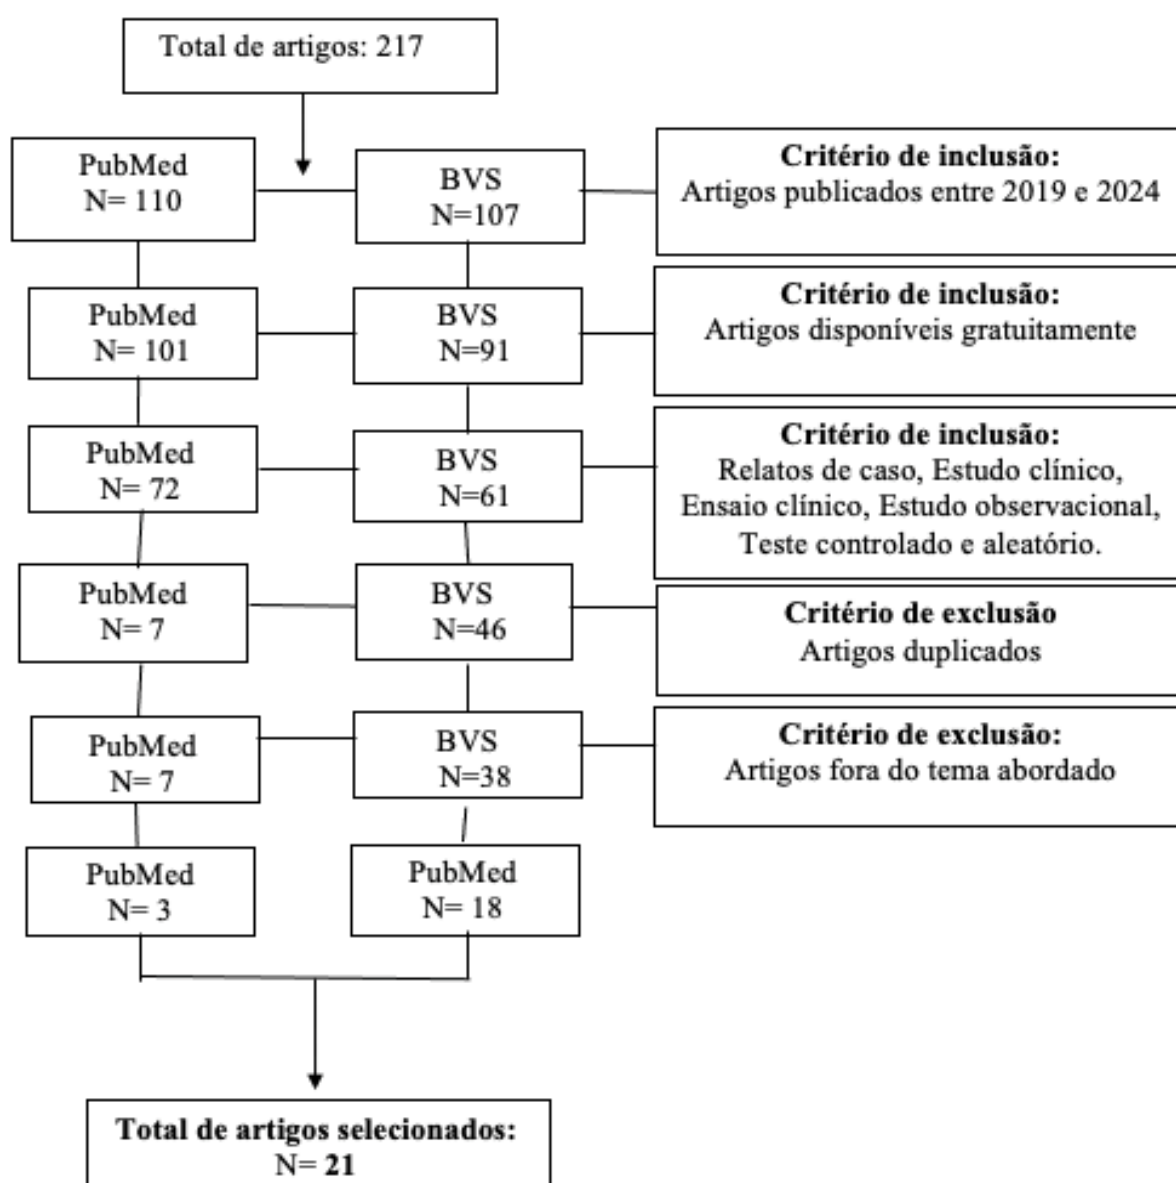 Total de artigos: 217
PubMed
N= 110
BVS
N=107
Critério de inclusão:
Artigos publicados entre 2019 e 2024
PubMed
N= 101
BVS
N=91
Critério de inclusão:
Artigos disponíveis gratuitamente
PubMed
N= 72
BVS
N=61
Critério de inclusão:
Relatos de caso, Estudo clínico,
Ensaio clínico, Estudo observacional,
Teste controlado e aleatório.
PubMed
N= 7
BVS
N=46
Critério de exclusão
Artigos duplicados
PubMed
N= 7
BVS
N=38
Critério de exclusão:
Artigos fora do tema abordado
PubMed
N= 3
PubMed
N= 18
Total de artigos selecionados:
N= 21